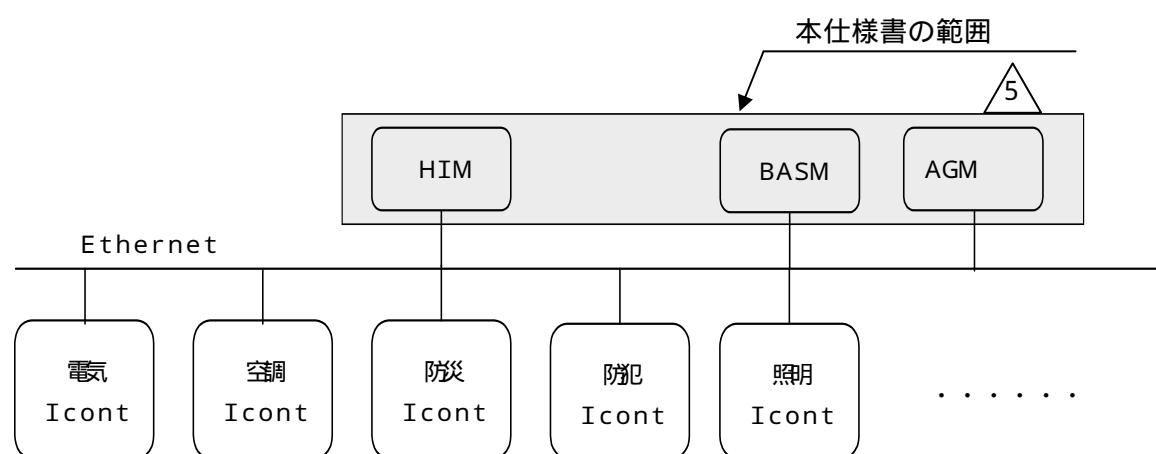 本仕様書の範囲
5
HIM
BASM
AGM
Ethernet
電気
Icont
空調
Icont
防災
Icont
防犯
Icont
照明
Icont
・・・・・・